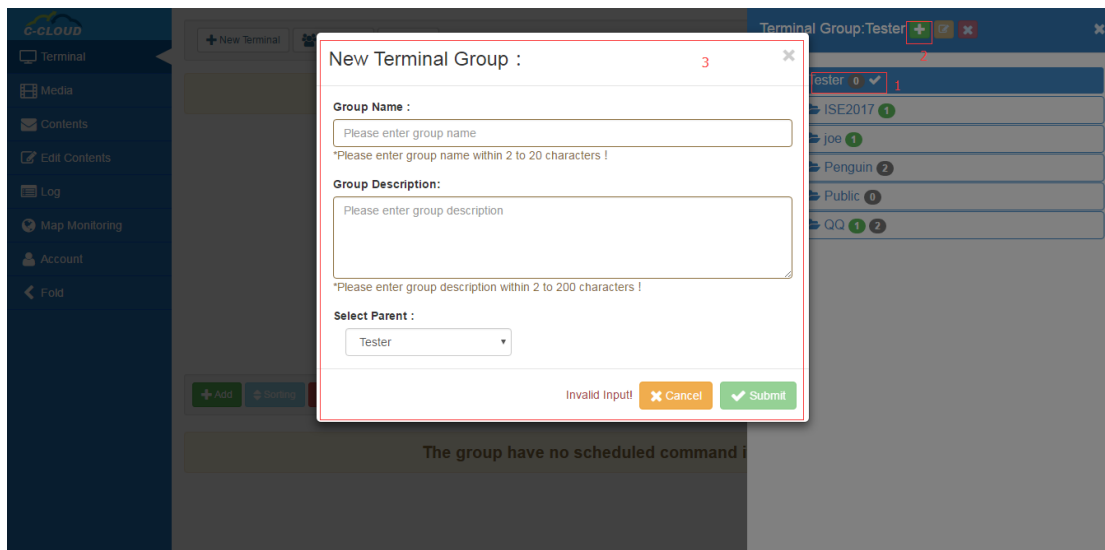 C-CLOUD
Terminal
Media
Contents
Edit Contents
Log
Map Monitoring
Account
Fold
New Terminal
New Terminal Group :
3
Group Name :
Please enter group name
*Please enter group name within 2 to 20 characters !
Group Description:
Please enter group description
*Please enter group description within 2 to 200 characters !
Select Parent :
Tester
Invalid Input!
Cancel
Submit
Add
Sorting
The group have no scheduled command i
Terminal Group:Tester
2
Tester 0
1
ISE2017 1
joe 1
Penguin 2
Public 0
QQ 1 2